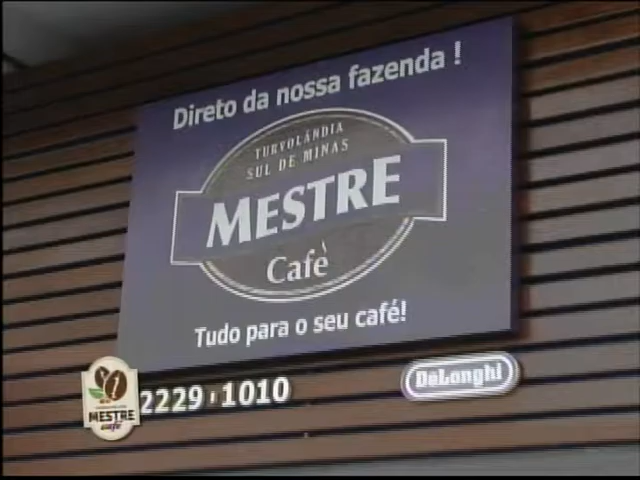 Direto da nossa fazenda !
TURVOLÂNDIA
SUL DE MINAS
MESTRE
Cafè
Tudo para o seu café!
MESTRE
café
2229 1010
DeLonghi